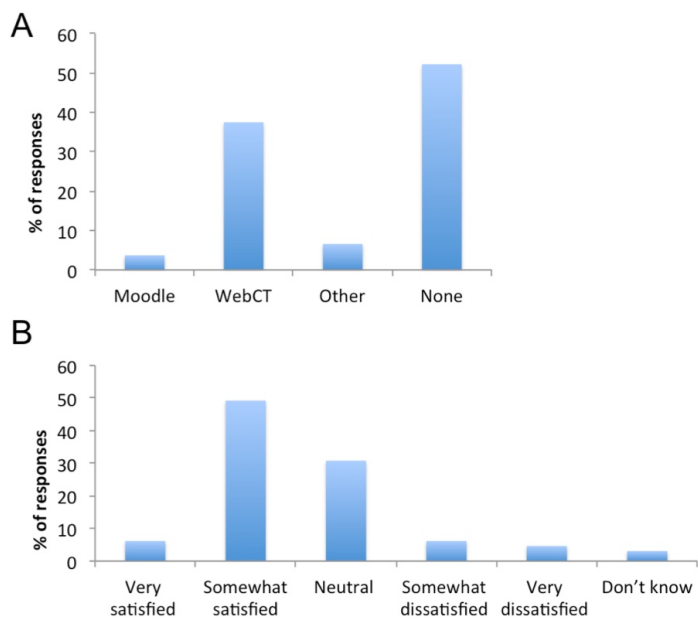 A
% of responses
60
50
40
30
20
10
0
Moodle WebCT Other None
B
% of responses
60
50
40
30
20
10
0
Very Somewhat Neutral Somewhat Very Don't know
satisfied satisfied dissatisfied dissatisfied